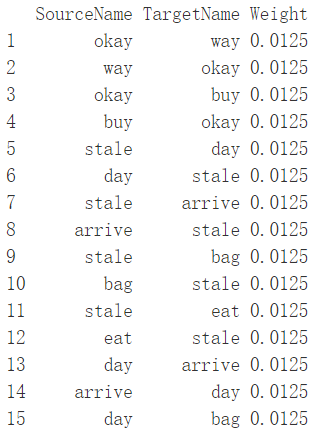 SourceName TargetName Weight
1 okay way 0.0125
2 way okay 0.0125
3 okay buy 0.0125
4 buy okay 0.0125
5 stale day 0.0125
6 day stale 0.0125
7 stale arrive 0.0125
8 arrive stale 0.0125
9 stale bag 0.0125
10 bag stale 0.0125
11 stale eat 0.0125
12 eat stale 0.0125
13 day arrive 0.0125
14 arrive day 0.0125
15 day bag 0.0125